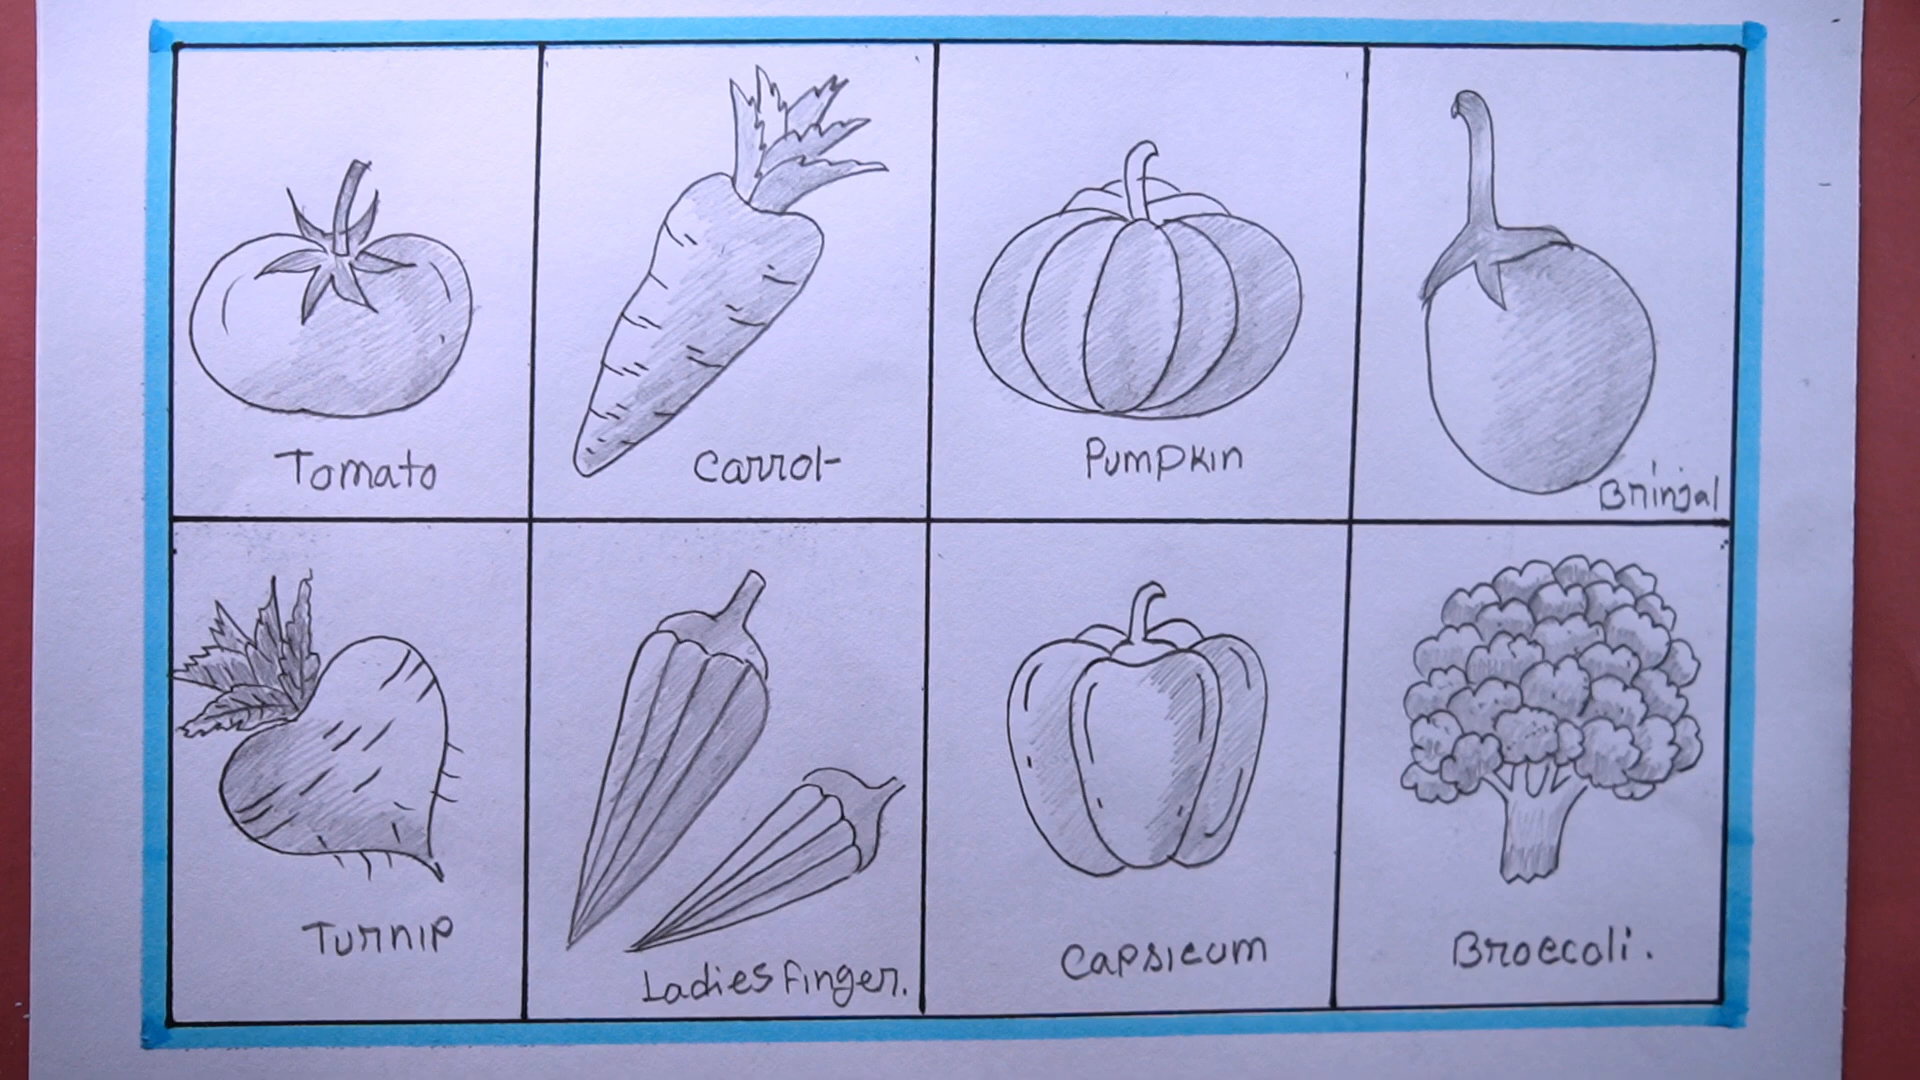 Tomato
Carrot
Pumpkin
Brinjal
Turnip
Ladies finger.
Capsicum
Broccoli.